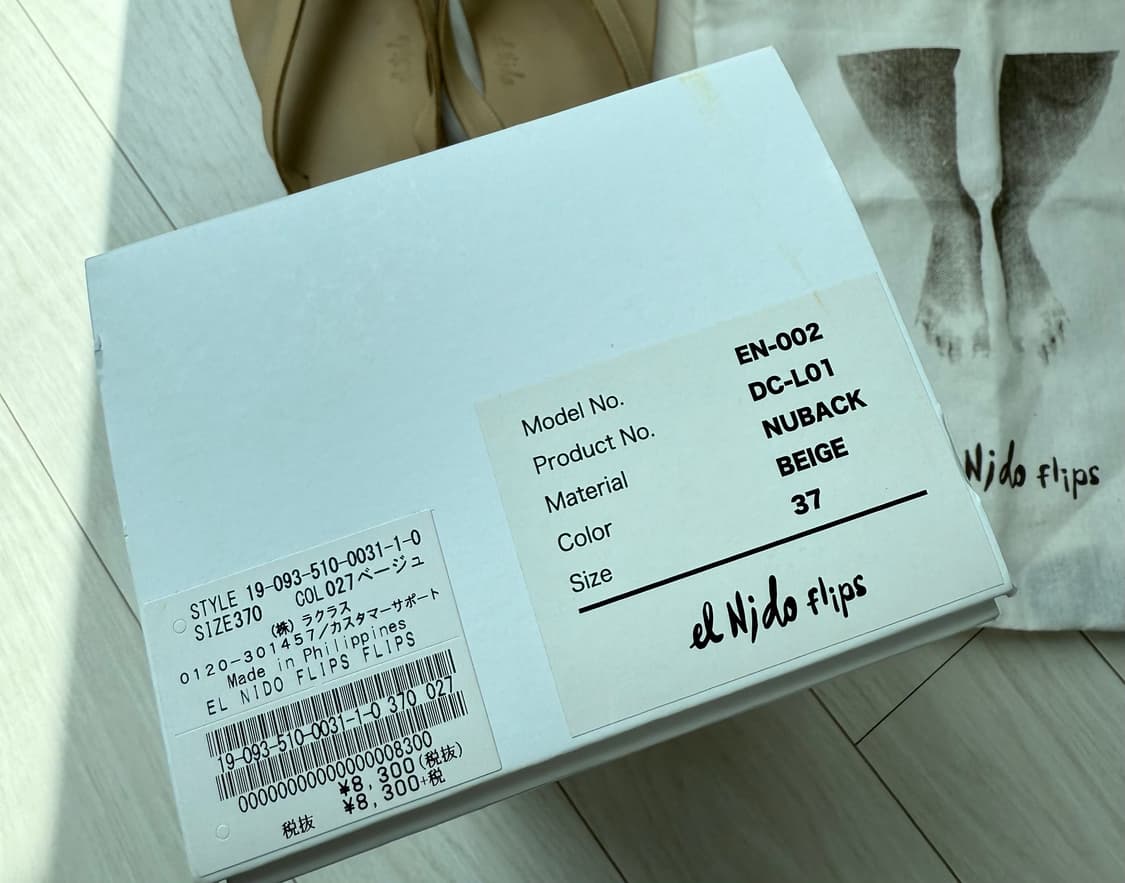 Model No. EN-002
Product No. DC-L01
Material NUBACK
Color BEIGE
Size 37
el Nido flips
STYLE 19-093-510-0031-1-0
SIZE370 COL027ベージュ
(株) ラクラス
0120-301457/カスタマーサポート
Made in Philippines
EL NIDO FLIPS FLIPS
19-093-510-0031-1-0 370 027
0000000000000008300
¥8,300(税抜)
¥8,300+税
税抜
Nido flips